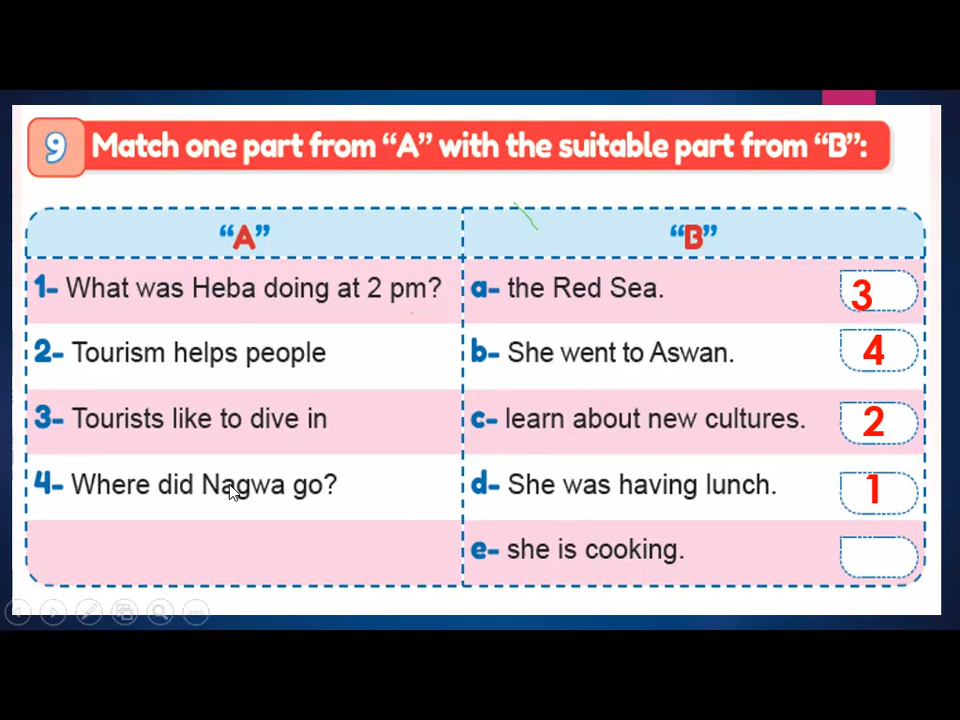 9 Match one part from “A” with the suitable part from “B”:
“A” “B”
1- What was Heba doing at 2 pm? a- the Red Sea. 3
2- Tourism helps people b- She went to Aswan. 4
3- Tourists like to dive in c- learn about new cultures. 2
4- Where did Nagwa go? d- She was having lunch. 1
e- she is cooking.